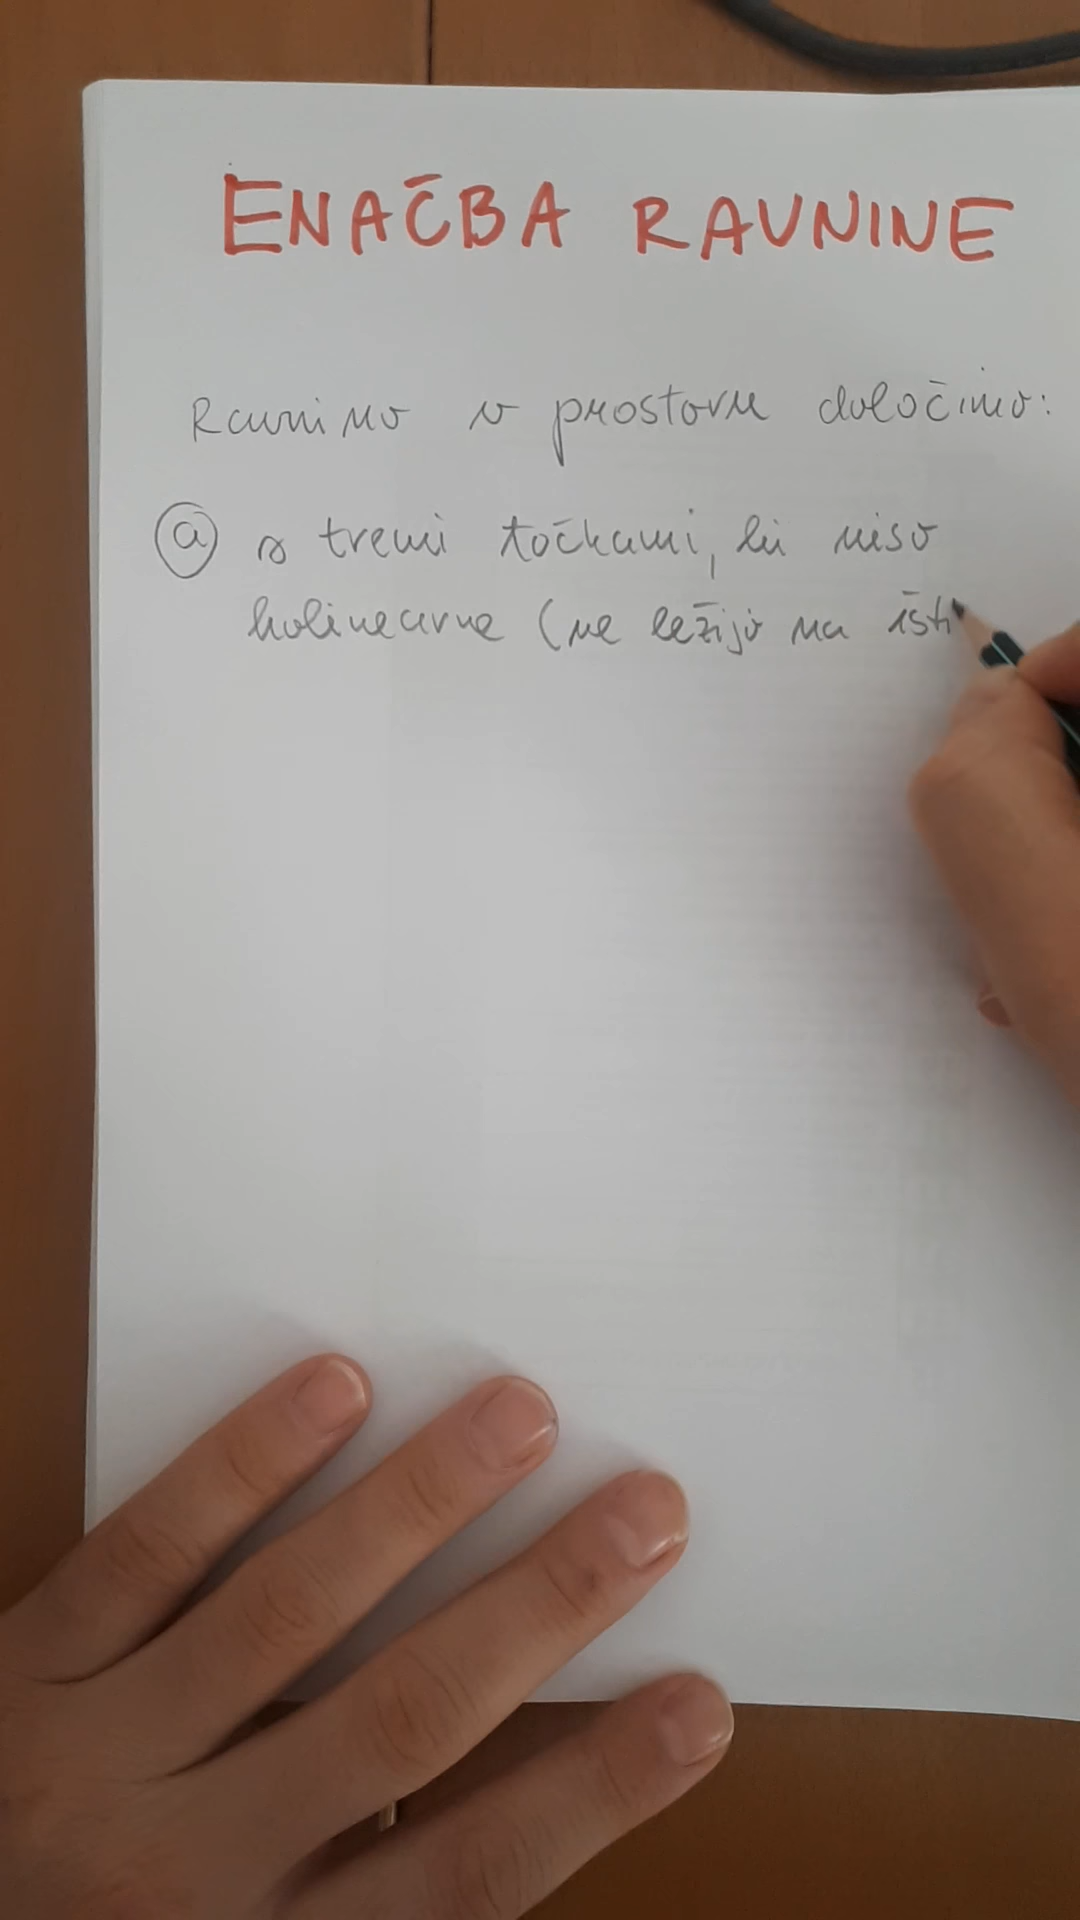 ENAČBA RAVNINE
Ravnino v prostoru določimo:
ⓐ s tremi točkami, ki niso
kolinearne (ne ležijo na isti